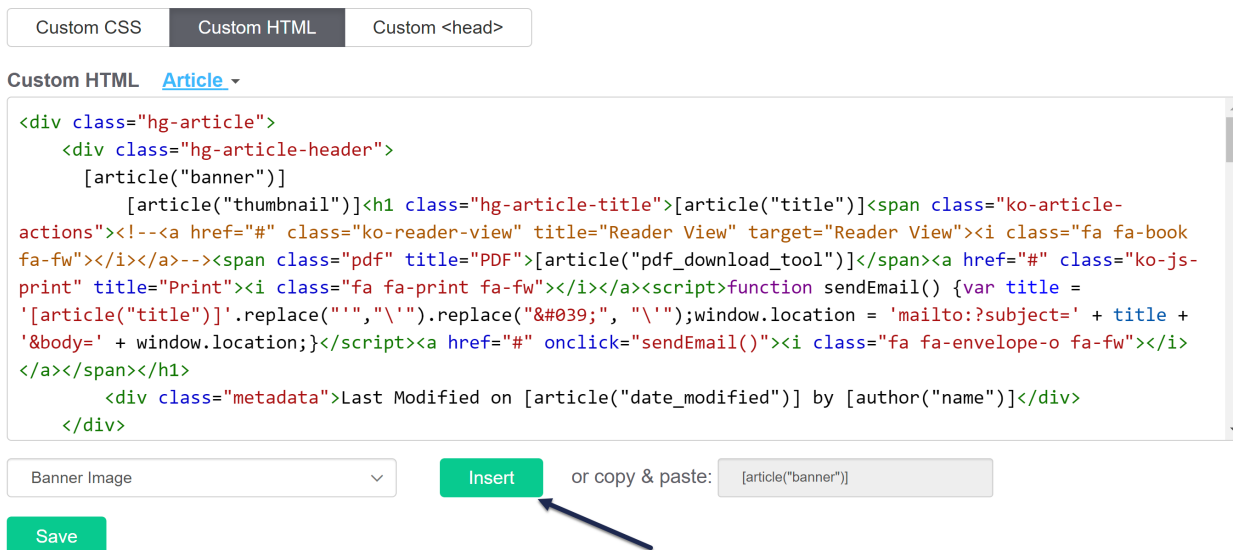 Custom CSS Custom HTML Custom <head>
Custom HTML Article
<div class="hg-article">
<div class="hg-article-header">
[article("banner")]
[article("thumbnail")]<h1 class="hg-article-title">[article("title")]<span class="ko-article-
actions"><!--<a href="#" class="ko-reader-view" title="Reader View" target="Reader View"><i class="fa fa-book
fa-fw"></i></a>--><span class="pdf" title="PDF">[article("pdf_download_tool")]</span><a href="#" class="ko-js-
print" title="Print"><i class="fa fa-print fa-fw"></i></a><script>function sendEmail() {var title =
'[article("title")]'.replace("'","\'").replace("&#039;", "\'");window.location = 'mailto:?subject=' + title +
'&body=' + window.location;}</script><a href="#" onclick="sendEmail()"><i class="fa fa-envelope-o fa-fw"></i>
</a></span></h1>
<div class="metadata">Last Modified on [article("date_modified")] by [author("name")]</div>
</div>
Banner Image Insert or copy & paste: [article("banner")]
Save